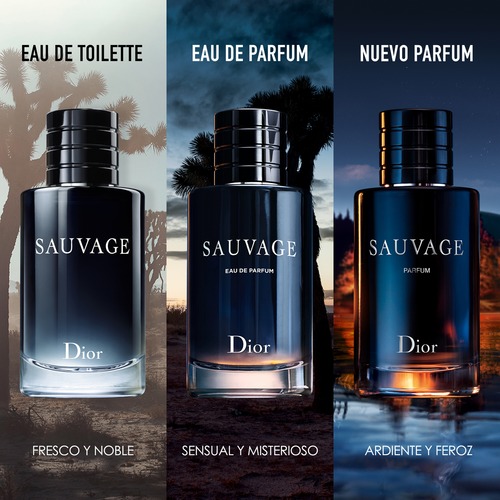 EAU DE TOILETTE
SAUVAGE
Dior
FRESCO Y NOBLE
EAU DE PARFUM
SAUVAGE
EAU DE PARFUM
Dior
SENSUAL Y MISTERIOSO
NUEVO PARFUM
SAUVAGE
PARFUM
Dior
ARDIENTE Y FEROZ